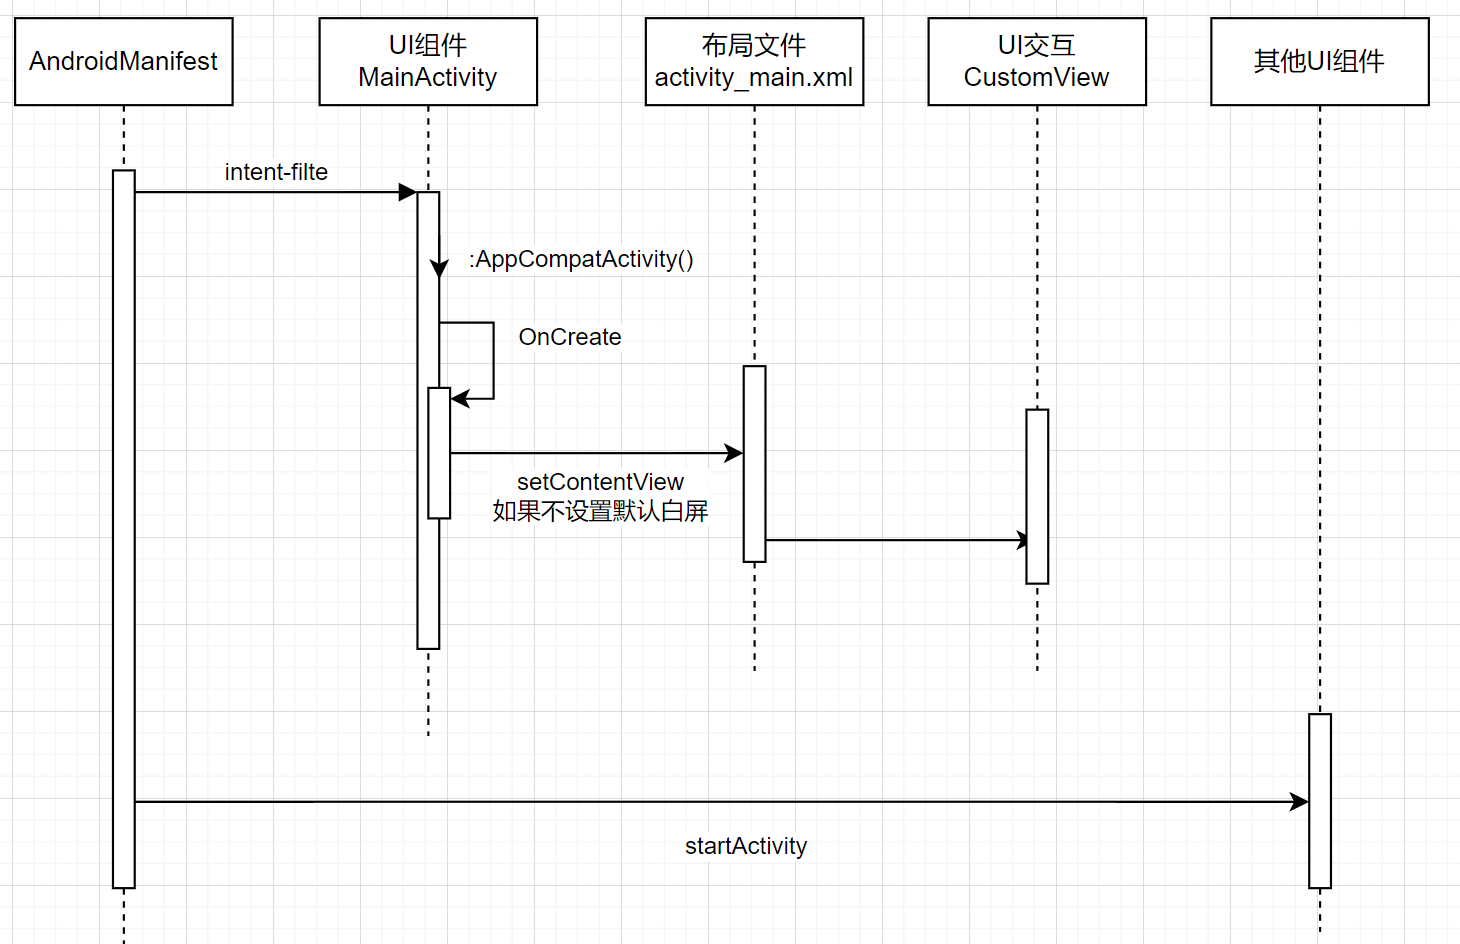 AndroidManifest
UI组件
MainActivity
布局文件
activity_main.xml
UI交互
CustomView
其他UI组件
intent-filte
:AppCompatActivity()
OnCreate
setContentView
如果不设置默认白屏
startActivity